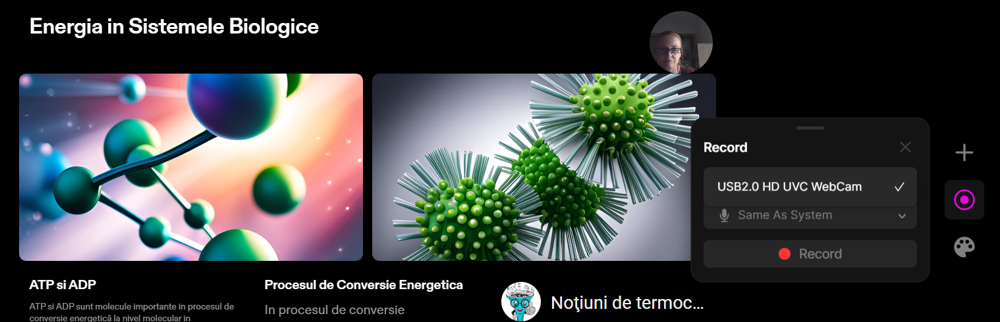 Energia in Sistemele Biologice
Record
USB2.0 HD UVC WebCam
Same As System
Record
ATP si ADP
ATP si ADP sunt molecule importante in procesul de
conversie energetică la nivel molecular in
Procesul de Conversie Energetica
In procesul de conversie
Noţiuni de termoc...